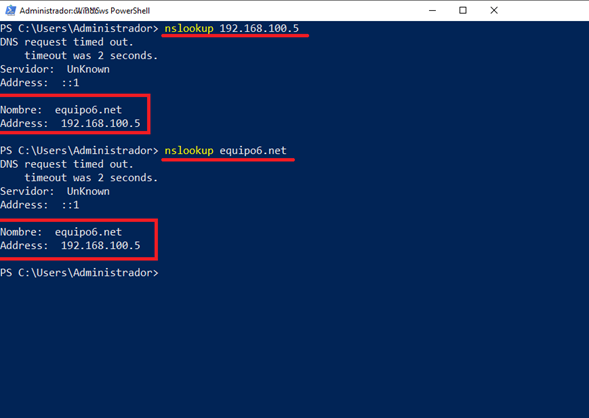 Administrador: Windows PowerShell
PS C:\Users\Administrador> nslookup 192.168.100.5
DNS request timed out.
    timeout was 2 seconds.
Servidor:  UnKnown
Address:  ::1

Nombre:  equipo6.net
Address:  192.168.100.5

PS C:\Users\Administrador> nslookup equipo6.net
DNS request timed out.
    timeout was 2 seconds.
Servidor:  UnKnown
Address:  ::1

Nombre:  equipo6.net
Address:  192.168.100.5

PS C:\Users\Administrador>